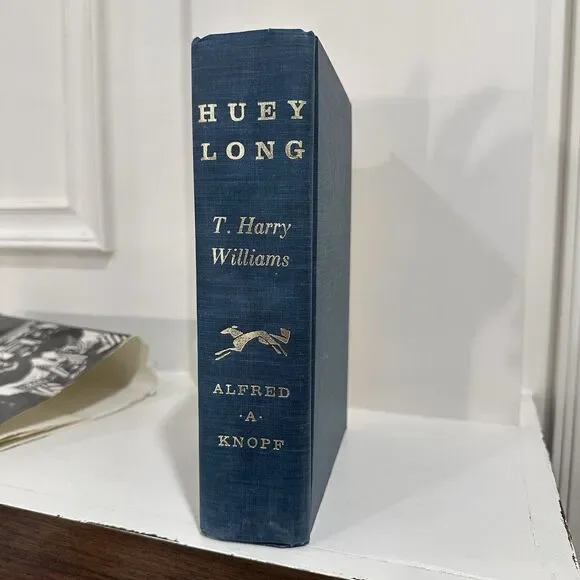 HUEY
LONG
T. Harry
Williams
ALFRED
·A·
KNOPF